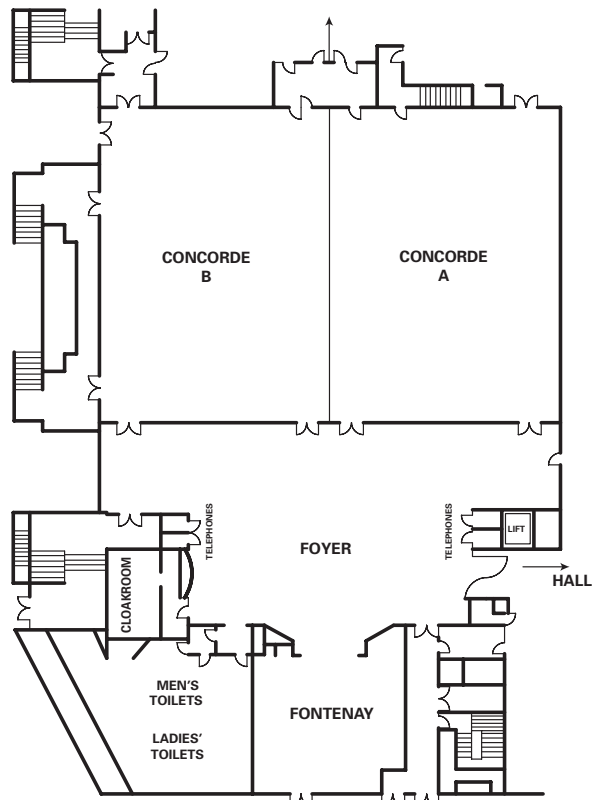 CONCORDE
B
CONCORDE
A
TELEPHONES
TELEPHONES
LIFT
FOYER
HALL
CLOAKROOM
MEN'S
TOILETS
FONTENAY
LADIES'
TOILETS